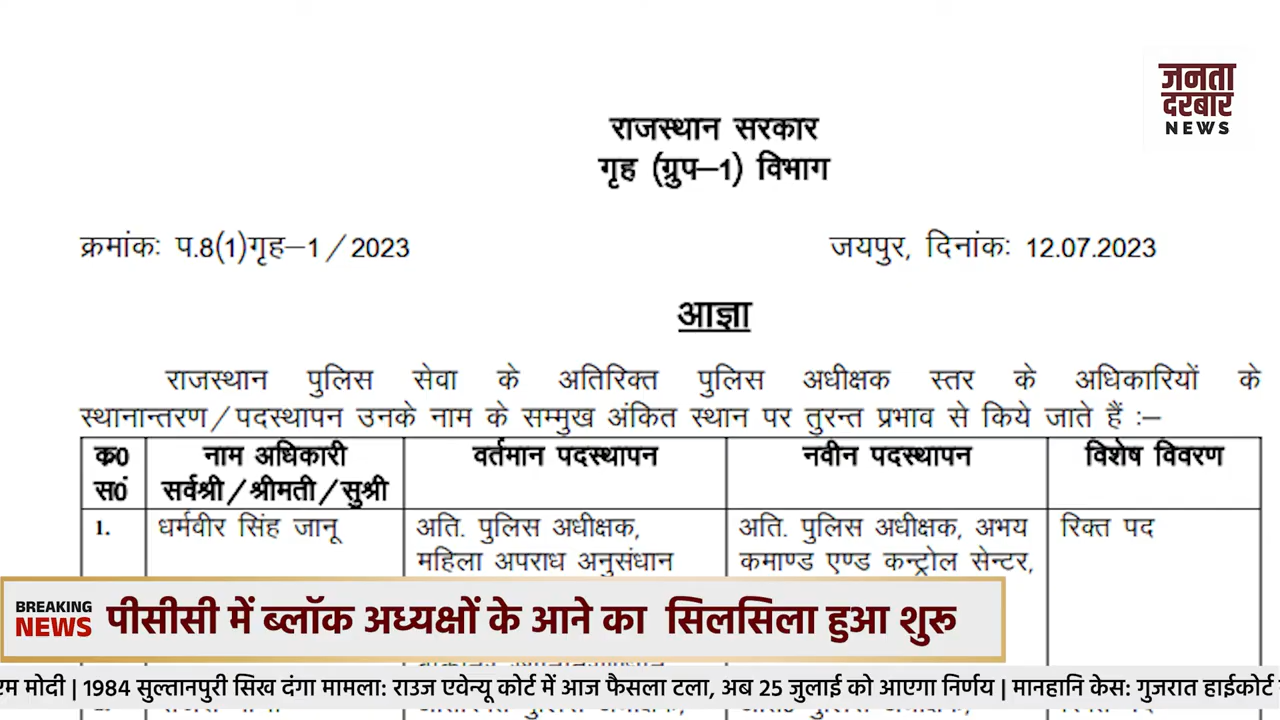 जनता
दरबार
NEWS
राजस्थान सरकार
गृह (ग्रुप–1) विभाग
क्रमांकः प.8(1)गृह–1/2023
जयपुर, दिनांकः 12.07.2023
आज्ञा
राजस्थान पुलिस सेवा के अतिरिक्त पुलिस अधीक्षक स्तर के अधिकारियों के
स्थानान्तरण/पदस्थापन उनके नाम के सम्मुख अंकित स्थान पर तुरन्त प्रभाव से किये जाते हैं :–
क0 नाम अधिकारी वर्तमान पदस्थापन नवीन पदस्थापन विशेष विवरण
सं0 सर्वश्री/श्रीमती/सुश्री
1. धर्मवीर सिंह जानू अति. पुलिस अधीक्षक, अति. पुलिस अधीक्षक, अभय रिक्त पद
महिला अपराध अनुसंधान कमाण्ड एण्ड कन्ट्रोल सेन्टर,
BREAKING
NEWS
पीसीसी में ब्लॉक अध्यक्षों के आने का सिलसिला हुआ शुरू
मोदी | 1984 सुल्तानपुरी सिख दंगा मामला: राउज एवेन्यू कोर्ट में आज फैसला टला, अब 25 जुलाई को आएगा निर्णय | मानहानि केस: गुजरात हाईकोर्ट